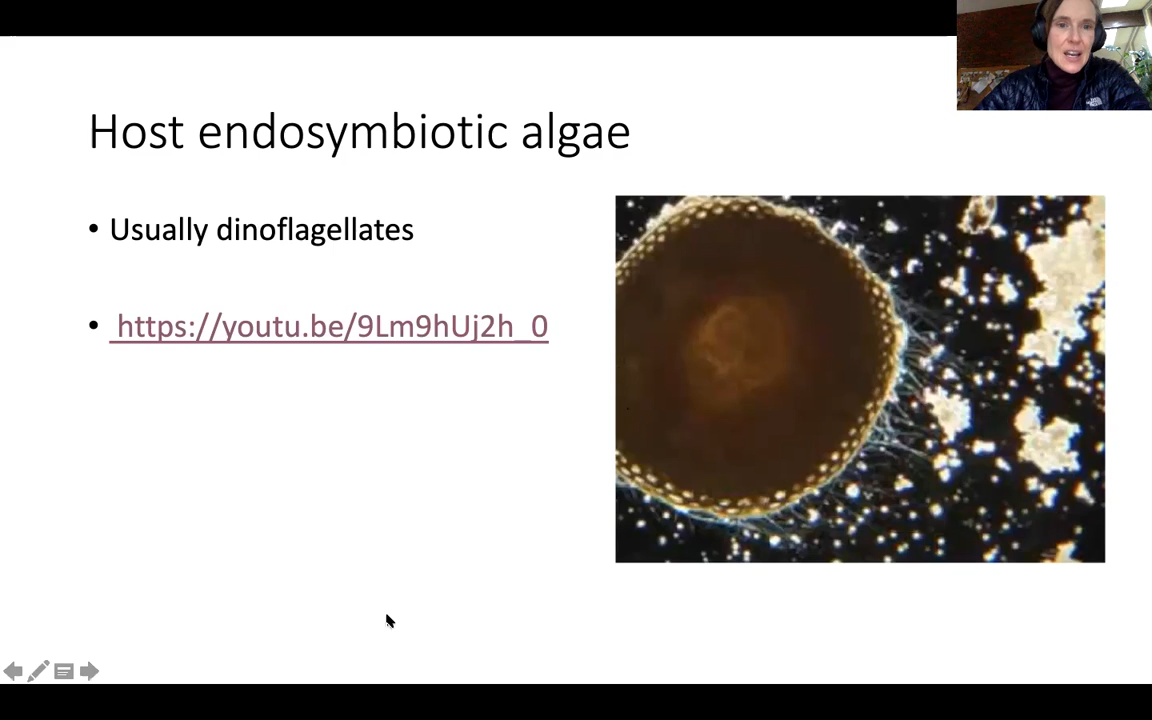 Host endosymbiotic algae
• Usually dinoflagellates
• https://youtu.be/9Lm9hUj2h_0